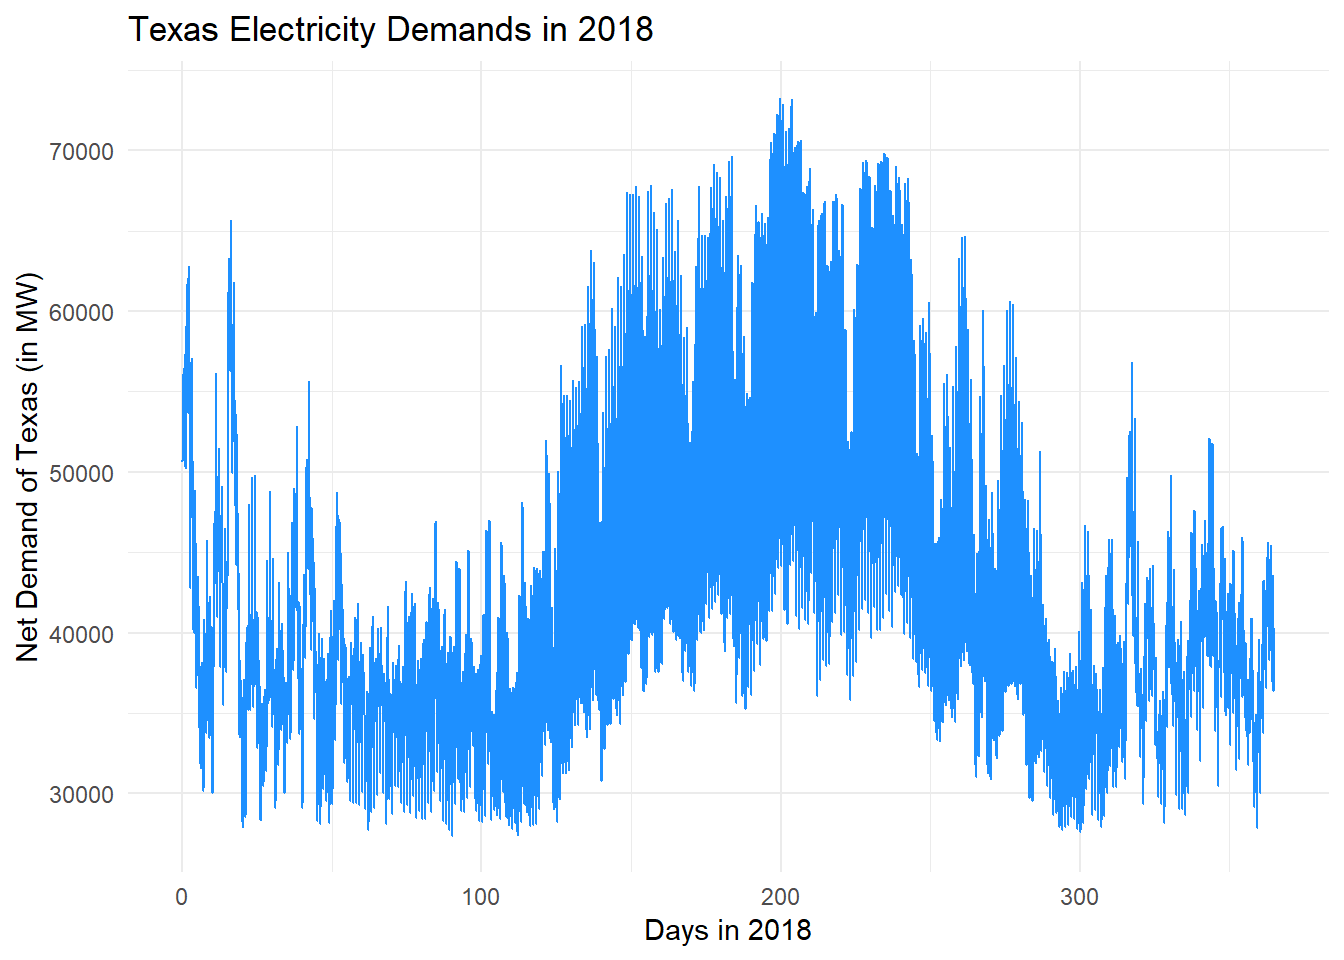 Texas Electricity Demands in 2018
Net Demand of Texas (in MW)
70000
60000
50000
40000
30000
0 100 200 300
Days in 2018